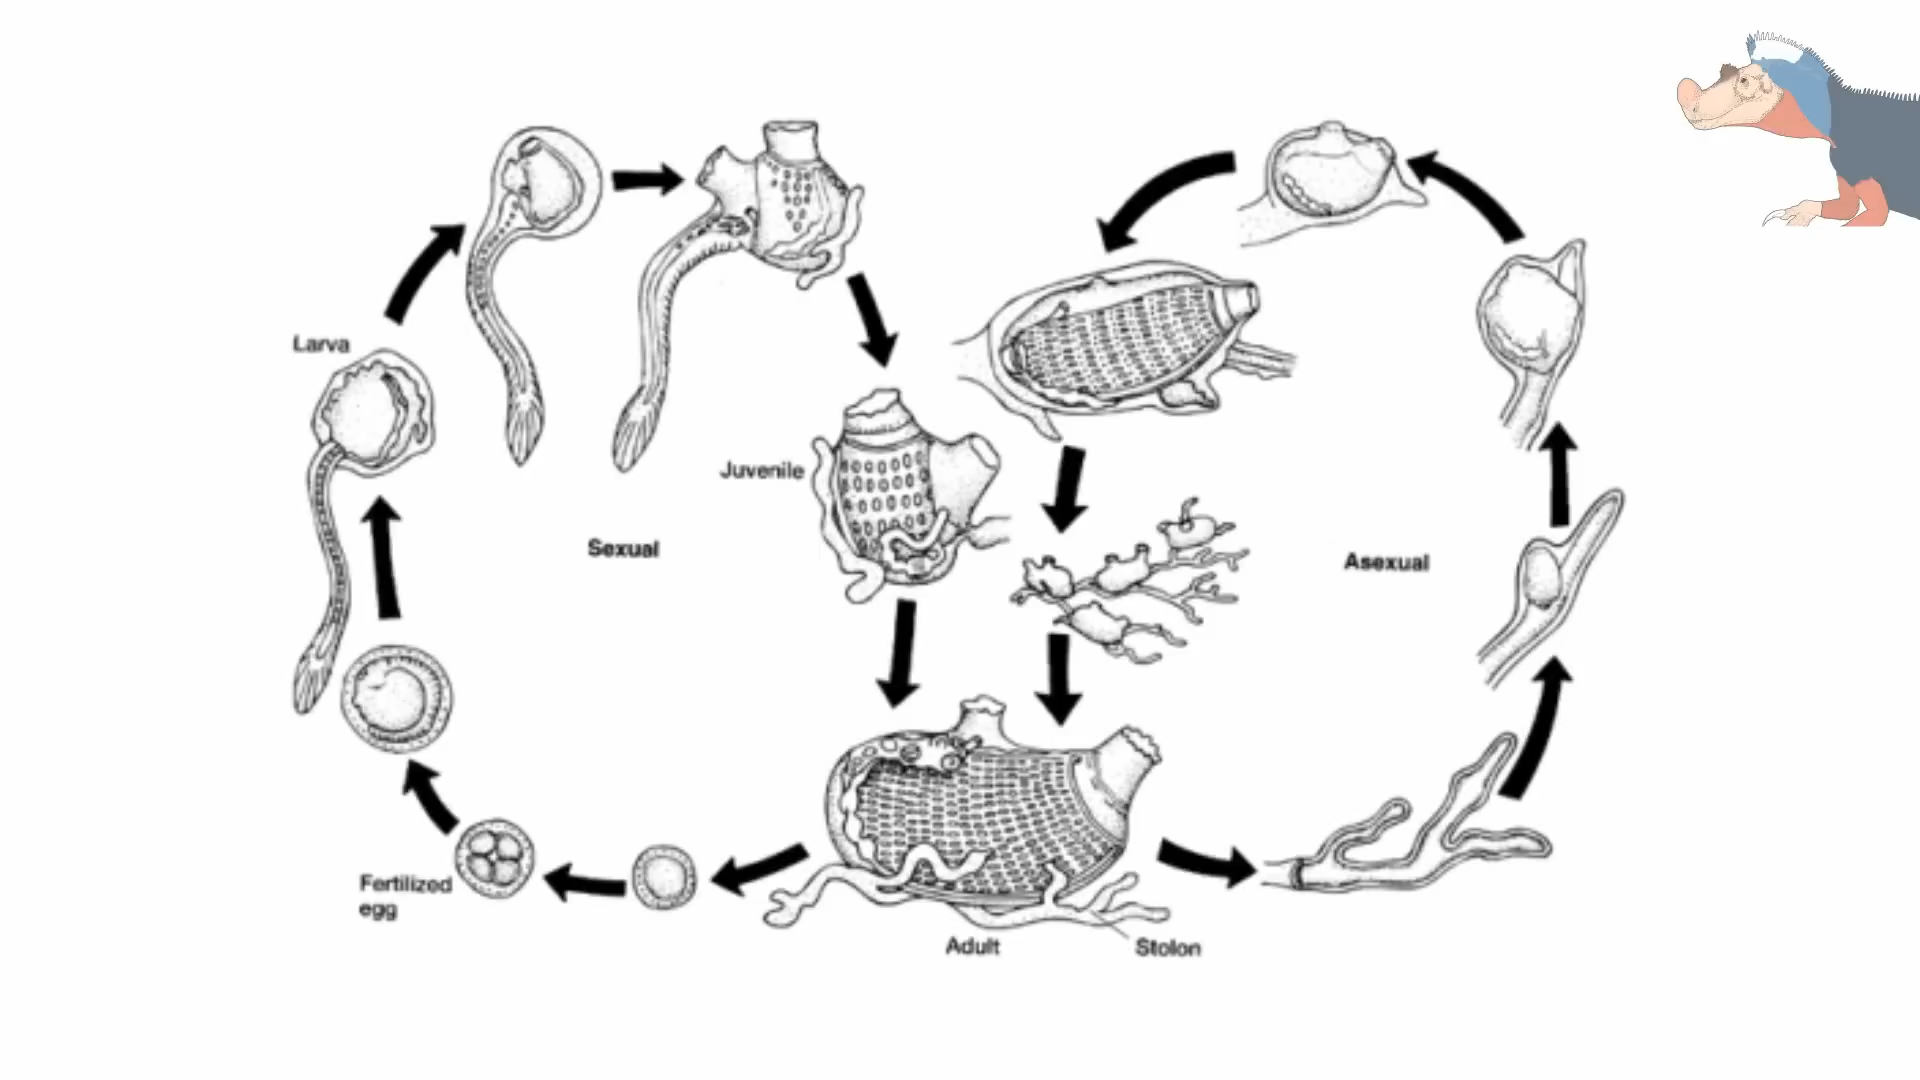 Larva
Juvenile
Sexual
Asexual
Fertilized
egg
Adult
Stolon